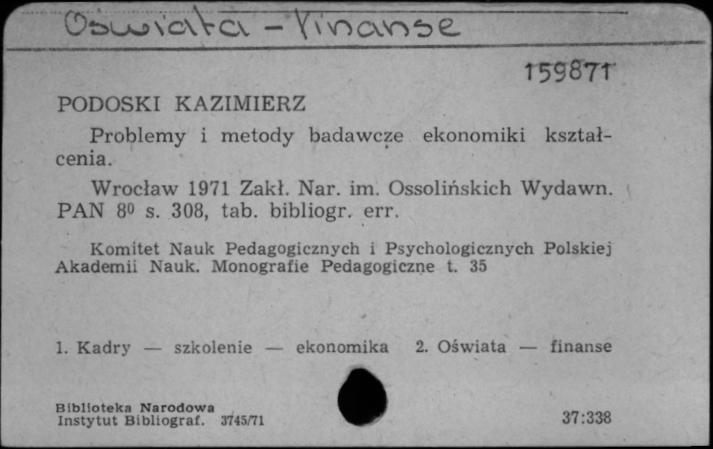 Oświata - finanse
159871
PODOSKI KAZIMIERZ
Problemy i metody badawcze ekonomiki kształ-
cenia.
Wrocław 1971 Zakł. Nar. im. Ossolińskich Wydawn.
PAN 8⁰ s. 308, tab. bibliogr. err.
Komitet Nauk Pedagogicznych i Psychologicznych Polskiej
Akademii Nauk. Monografie Pedagogiczne t. 35
1. Kadry — szkolenie — ekonomika 2. Oświata — finanse
Biblioteka Narodowa
Instytut Bibliograf. 3745/71
37:338